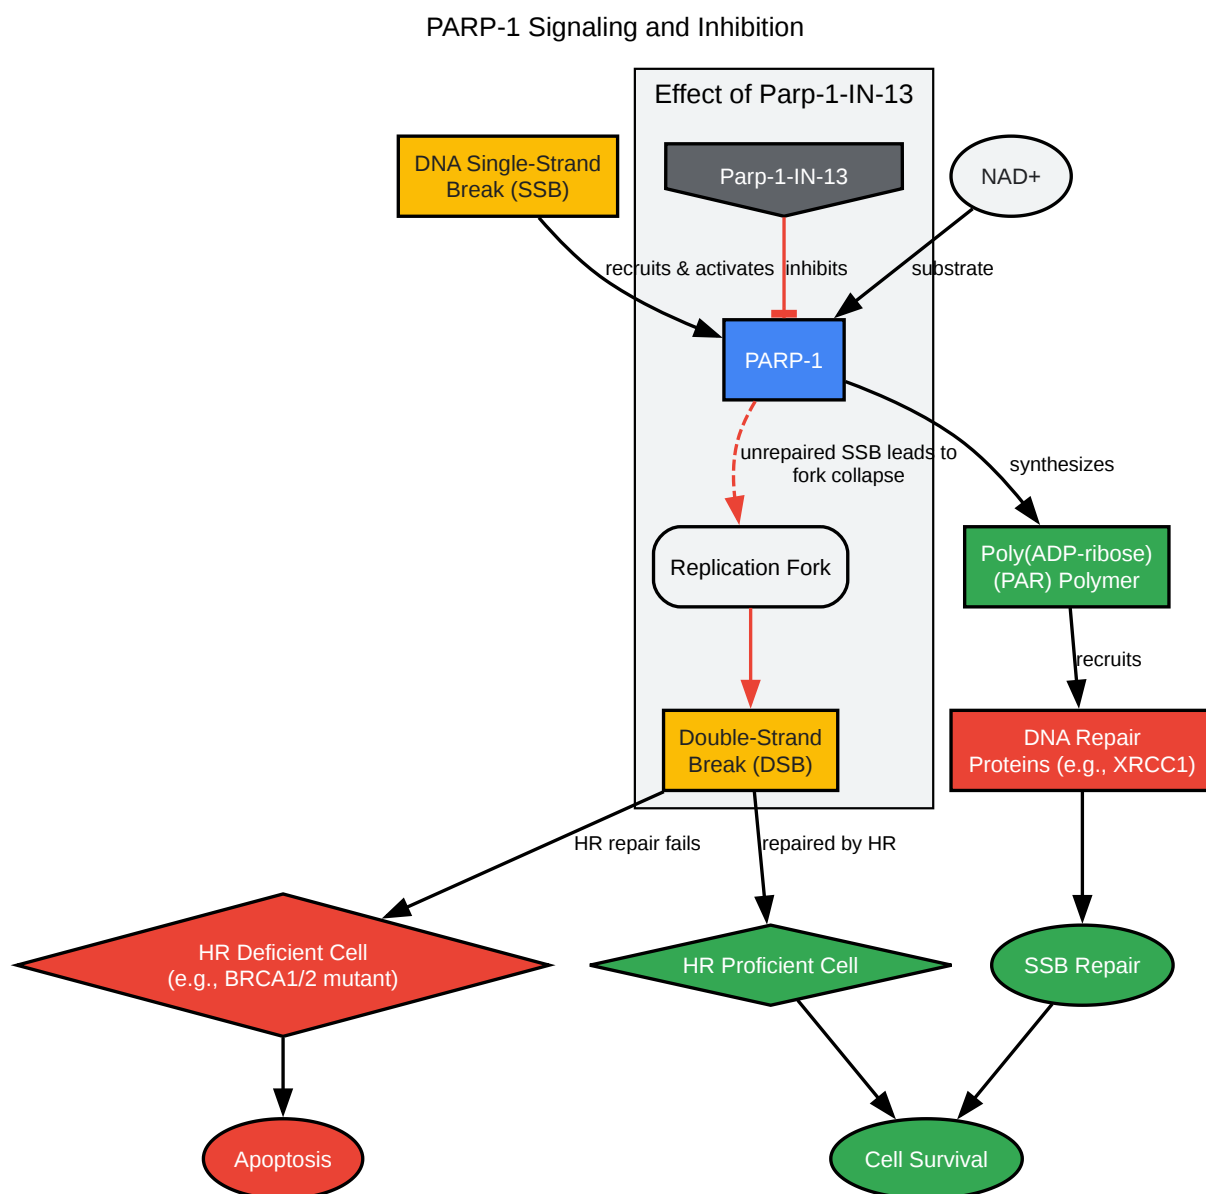 PARP-1 Signaling and Inhibition
Effect of Parp-1-IN-13
DNA Single-Strand
Break (SSB)
Parp-1-IN-13
NAD+
recruits & activates
inhibits
substrate
PARP-1
unrepaired SSB leads to
fork collapse
synthesizes
Replication Fork
Poly(ADP-ribose)
(PAR) Polymer
recruits
Double-Strand
Break (DSB)
DNA Repair
Proteins (e.g., XRCC1)
HR repair fails
repaired by HR
HR Deficient Cell
(e.g., BRCA1/2 mutant)
HR Proficient Cell
SSB Repair
Apoptosis
Cell Survival